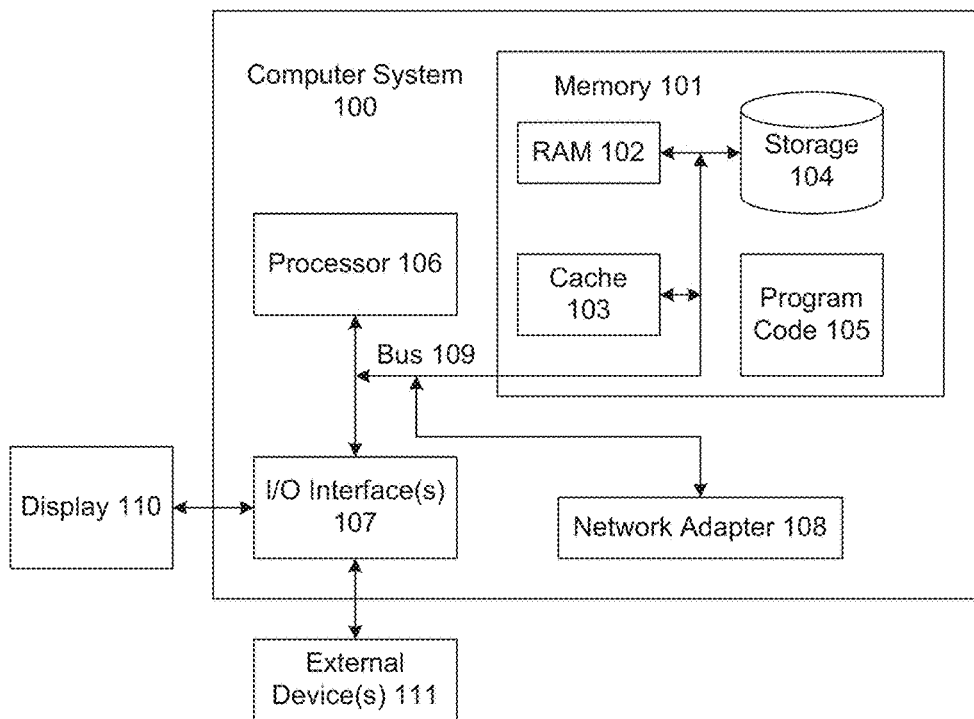 Computer System
100
Memory 101
RAM 102
Storage
104
Processor 106
Cache
103
Program
Code 105
Bus 109
Display 110
I/O Interface(s)
107
Network Adapter 108
External
Device(s) 111